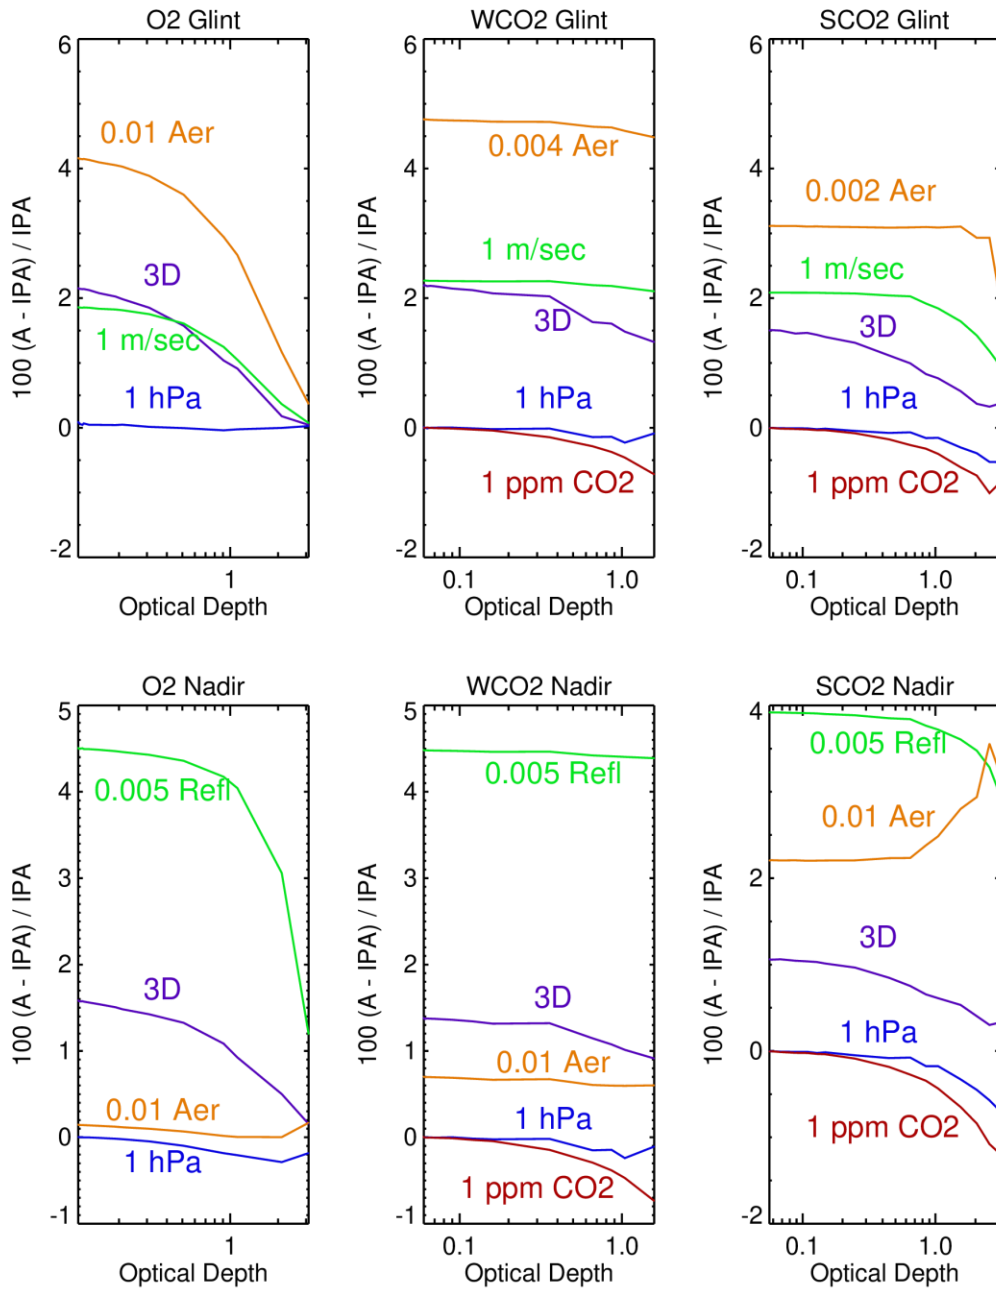 O2 Glint
6
4
2
0
-2
100 (A - IPA) / IPA
0.01 Aer
3D
1 m/sec
1 hPa
1
Optical Depth
WCO2 Glint
6
4
2
0
-2
100 (A - IPA) / IPA
0.004 Aer
1 m/sec
3D
1 hPa
1 ppm CO2
0.1 1.0
Optical Depth
SCO2 Glint
6
4
2
0
-2
100 (A - IPA) / IPA
0.002 Aer
1 m/sec
3D
1 hPa
1 ppm CO2
0.1 1.0
Optical Depth
O2 Nadir
5
4
3
2
1
0
-1
100 (A - IPA) / IPA
0.005 Refl
3D
0.01 Aer
1 hPa
1
Optical Depth
WCO2 Nadir
5
4
3
2
1
0
-1
100 (A - IPA) / IPA
0.005 Refl
3D
0.01 Aer
1 hPa
1 ppm CO2
0.1 1.0
Optical Depth
SCO2 Nadir
4
2
0
-2
100 (A - IPA) / IPA
0.005 Refl
0.01 Aer
3D
1 hPa
1 ppm CO2
0.1 1.0
Optical Depth